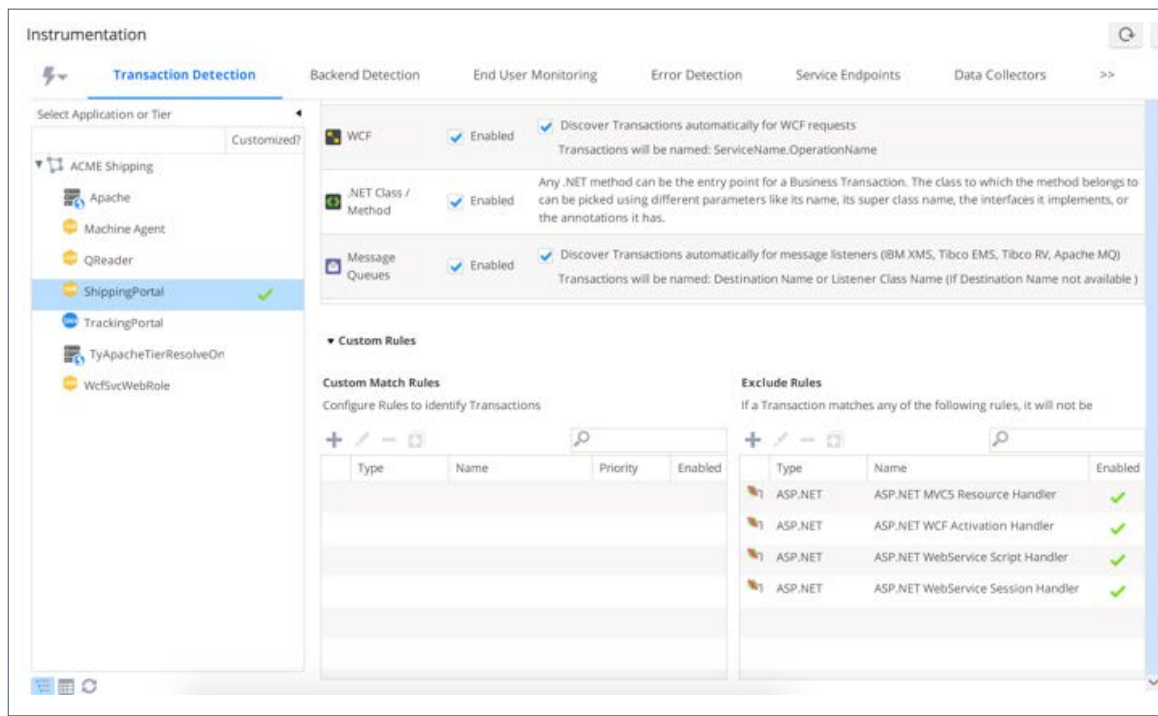 Instrumentation
Transaction Detection
Backend Detection
End User Monitoring
Error Detection
Service Endpoints
Data Collectors
>>
Select Application or Tier
Customized?
ACME Shipping
Apache
Machine Agent
QReader
ShippingPortal
TrackingPortal
TyApacheTierResolveOn
WcfSvcWebRole
WCF
Enabled
Discover Transactions automatically for WCF requests
Transactions will be named: ServiceName.OperationName
.NET Class /
Method
Enabled
Any .NET method can be the entry point for a Business Transaction. The class to which the method belongs to
can be picked using different parameters like its name, its super class name, the interfaces it implements, or
the annotations it has.
Message
Queues
Enabled
Discover Transactions automatically for message listeners (IBM XMS, Tibco EMS, Tibco RV, Apache MQ)
Transactions will be named: Destination Name or Listener Class Name (If Destination Name not available )
Custom Rules
Custom Match Rules
Configure Rules to identify Transactions
Type Name Priority Enabled
Exclude Rules
If a Transaction matches any of the following rules, it will not be
Type Name Enabled
ASP.NET ASP.NET MVC5 Resource Handler
ASP.NET ASP.NET WCF Activation Handler
ASP.NET ASP.NET WebService Script Handler
ASP.NET ASP.NET WebService Session Handler